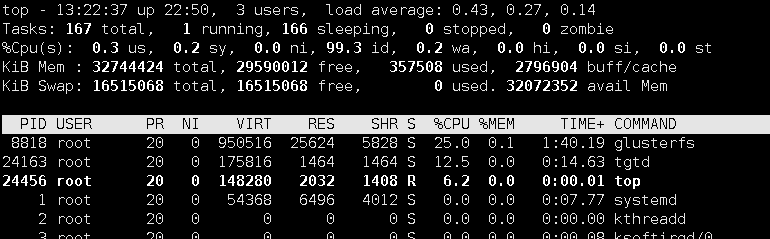 top - 13:22:37 up 22:50,  3 users,  load average: 0.43, 0.27, 0.14
Tasks: 167 total,   1 running, 166 sleeping,   0 stopped,   0 zombie
%Cpu(s):  0.3 us,  0.2 sy,  0.0 ni, 99.3 id,  0.2 wa,  0.0 hi,  0.0 si,  0.0 st
KiB Mem : 32744424 total, 29590012 free,   357508 used,  2796904 buff/cache
KiB Swap: 16515068 total, 16515068 free,        0 used. 32072352 avail Mem
PID USER      PR  NI    VIRT    RES    SHR S  %CPU %MEM     TIME+ COMMAND
8818 root      20   0  950516  25624   5828 S  25.0  0.1   1:40.19 glusterfs
24163 root      20   0  175816   1464   1464 S  12.5  0.0   0:14.63 tgtd
24456 root      20   0  148280   2032   1408 R   6.2  0.0   0:00.01 top
1 root      20   0   54368   6496   4012 S   0.0  0.0   0:07.77 systemd
2 root      20   0       0      0      0 S   0.0  0.0   0:00.00 kthreadd
3 root      20   0       0      0      0 S   0.0  0.0   0:00.08 ksoftirqd/0